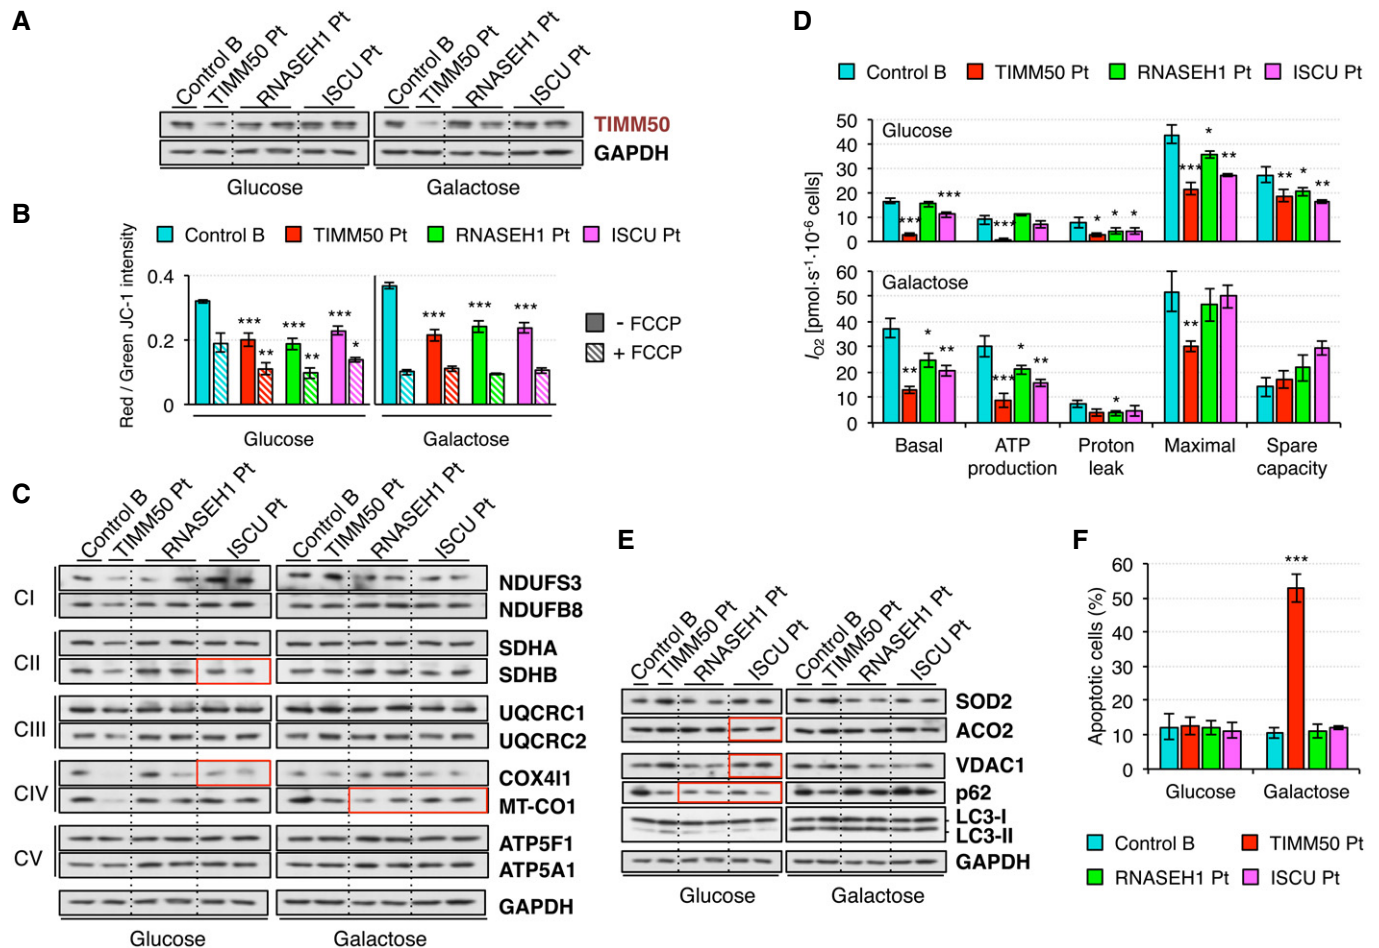 A
Control B
TIMM50 Pt
RNASEH1 Pt
ISCU Pt
Control B
TIMM50 Pt
RNASEH1 Pt
ISCU Pt
TIMM50
GAPDH
Glucose
Galactose
B
Control B
TIMM50 Pt
RNASEH1 Pt
ISCU Pt
Red / Green JC-1 intensity
0.4
0.2
0
*** ** *** ** *** *
*** *** ***
- FCCP
+ FCCP
Glucose
Galactose
C
Control B
TIMM50 Pt
RNASEH1 Pt
ISCU Pt
Control B
TIMM50 Pt
RNASEH1 Pt
ISCU Pt
CI
NDUFS3
NDUFB8
CII
SDHA
SDHB
CIII
UQCRC1
UQCRC2
CIV
COX4I1
MT-CO1
CV
ATP5F1
ATP5A1
GAPDH
Glucose
Galactose
D
Control B
TIMM50 Pt
RNASEH1 Pt
ISCU Pt
I O2 [pmol·s-1·10-6 cells]
Glucose
50
40
30
20
10
0
*** *** *** * * * *** * ** ** * **
Galactose
60
50
40
30
20
10
0
** * ** *** * ** * **
Basal
ATP production
Proton leak
Maximal
Spare capacity
E
Control B
TIMM50 Pt
RNASEH1 Pt
ISCU Pt
Control B
TIMM50 Pt
RNASEH1 Pt
ISCU Pt
SOD2
ACO2
VDAC1
p62
LC3-I
LC3-II
GAPDH
Glucose
Galactose
F
Apoptotic cells (%)
60
50
40
30
20
10
0
***
Glucose
Galactose
Control B
TIMM50 Pt
RNASEH1 Pt
ISCU Pt